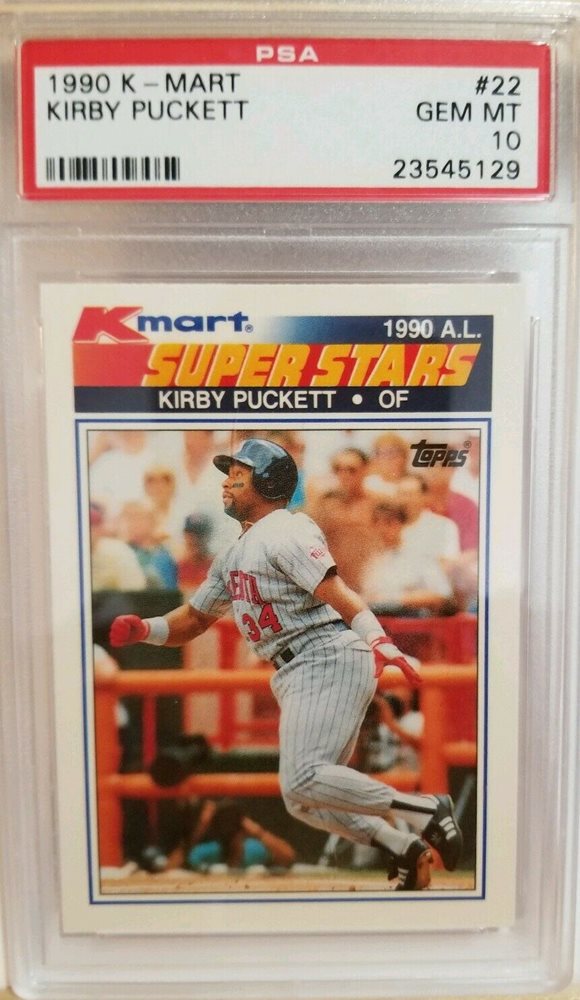 PSA
1990 K-MART #22
KIRBY PUCKETT GEM MT
10
23545129
Kmart® 1990 A.L.
SUPER STARS
KIRBY PUCKETT • OF
TOPPS®
34